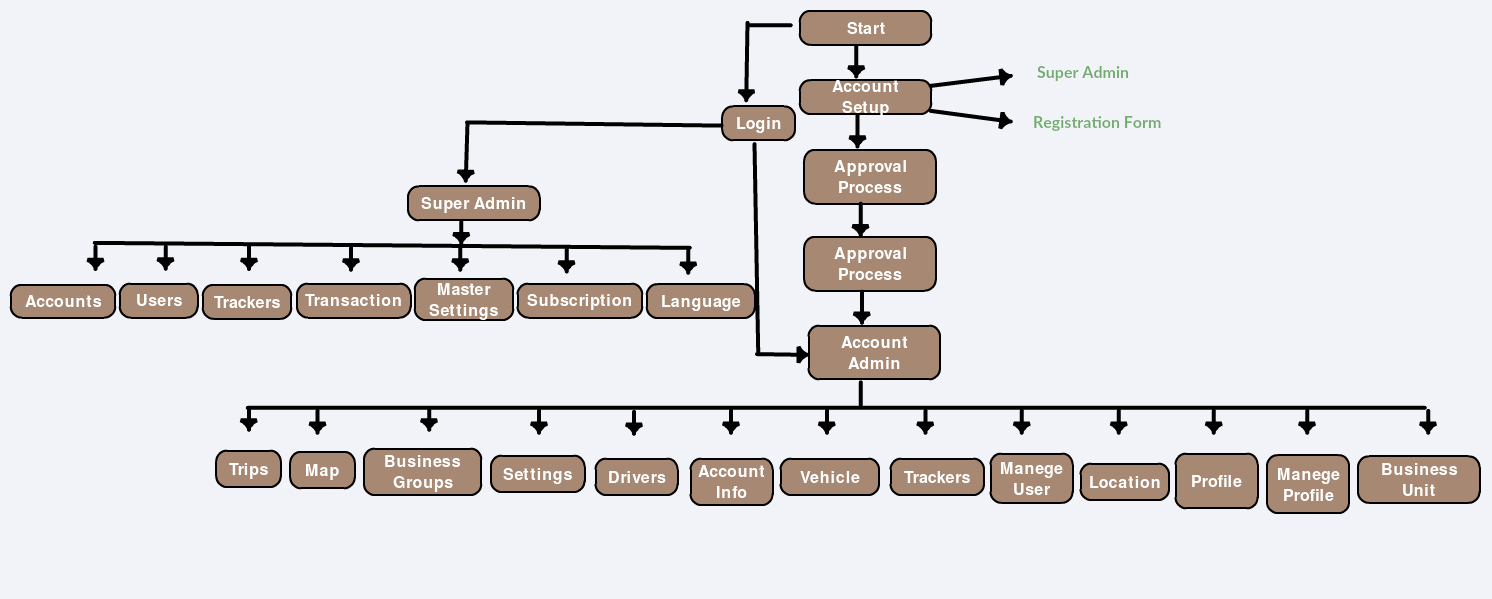 Start
Super Admin
Account
Setup
Login
Registration Form
Approval
Process
Super Admin
Approval
Process
Accounts
Users
Trackers
Transaction
Master
Settings
Subscription
Language
Account
Admin
Trips
Map
Business
Groups
Settings
Drivers
Account
Info
Vehicle
Trackers
Manege
User
Location
Profile
Manege
Profile
Business
Unit